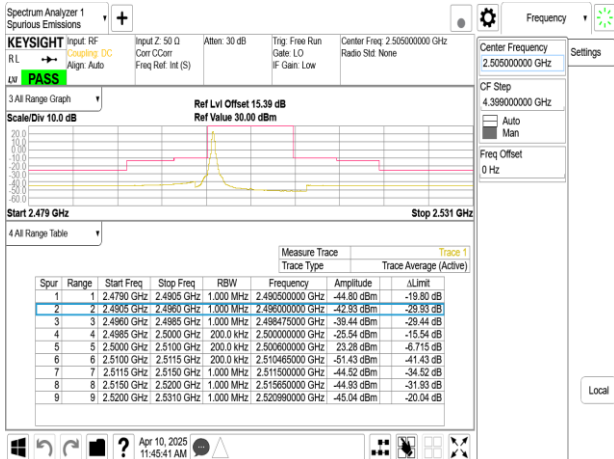 Spectrum Analyzer 1
Spurious Emissions
Frequency
KEYSIGHT
Input: RF
Coupling: DC
Align: Auto
Input Z: 50 Ω
Corr CCorr
Freq Ref: Int (S)
Atten: 30 dB
Trig: Free Run
Gate: LO
IF Gain: Low
Center Freq: 2.505000000 GHz
Radio Std: None
RL
LXI
PASS
Center Frequency
2.505000000 GHz
Settings
CF Step
4.399000000 GHz
Auto
Man
Freq Offset
0 Hz
3 All Range Graph
Scale/Div 10.0 dB
Ref Lvl Offset 15.39 dB
Ref Value 30.00 dBm
20.0
10.0
0.00
-10.0
-20.0
-30.0
-40.0
-50.0
-60.0
Start 2.479 GHz
Stop 2.531 GHz
4 All Range Table
Measure Trace Trace 1
Trace Type Trace Average (Active)
Spur Range Start Freq Stop Freq RBW Frequency Amplitude ΔLimit
1 1 2.4790 GHz 2.4905 GHz 1.000 MHz 2.490500000 GHz -44.80 dBm -19.80 dB
2 2 2.4905 GHz 2.4960 GHz 1.000 MHz 2.496000000 GHz -42.93 dBm -29.93 dB
3 3 2.4960 GHz 2.4985 GHz 1.000 MHz 2.498475000 GHz -39.44 dBm -29.44 dB
4 4 2.4985 GHz 2.5000 GHz 200.0 kHz 2.500000000 GHz -25.54 dBm -15.54 dB
5 5 2.5000 GHz 2.5100 GHz 200.0 kHz 2.500600000 GHz 23.28 dBm -6.715 dB
6 6 2.5100 GHz 2.5115 GHz 200.0 kHz 2.510465000 GHz -51.43 dBm -41.43 dB
7 7 2.5115 GHz 2.5150 GHz 1.000 MHz 2.511500000 GHz -44.52 dBm -34.52 dB
8 8 2.5150 GHz 2.5200 GHz 1.000 MHz 2.515650000 GHz -44.93 dBm -31.93 dB
9 9 2.5200 GHz 2.5310 GHz 1.000 MHz 2.520990000 GHz -45.04 dBm -20.04 dB
Local
?
Apr 10, 2025
11:45:41 AM